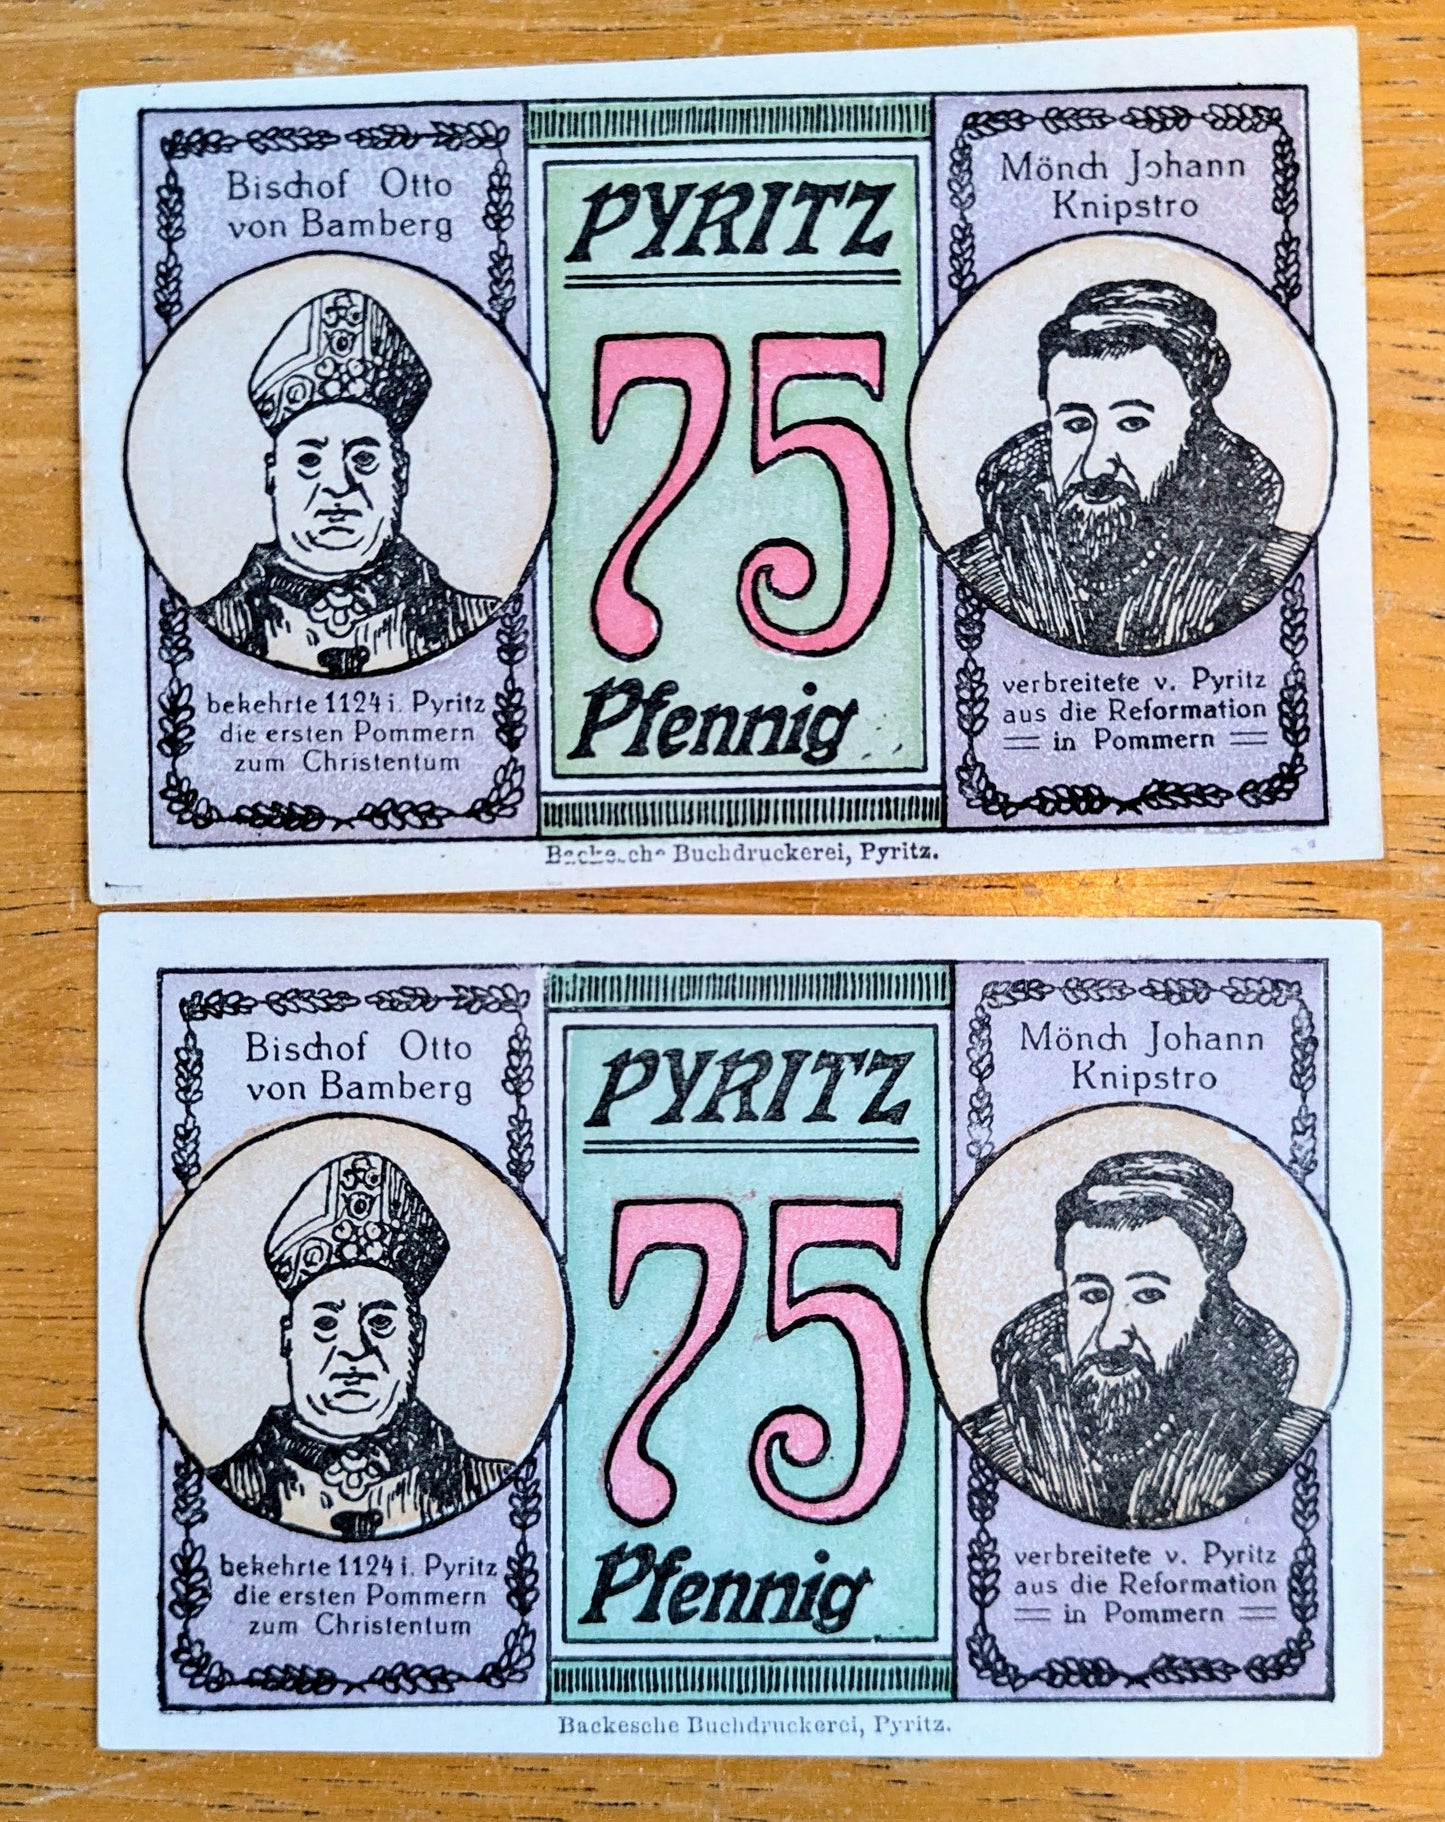 Bischof Otto
von Bamberg
bekehrte 1124 i. Pyritz
die ersten Pommern
zum Christentum
PYRITZ
75
Pfennig
Mönch Johann
Knipstro
verbreitete v. Pyritz
aus die Reformation
in Pommern
Buchdruckerei, Pyritz.
Bischof Otto
von Bamberg
bekehrte 1124 i. Pyritz
die ersten Pommern
zum Christentum
PYRITZ
75
Pfennig
Mönch Johann
Knipstro
verbreitete v. Pyritz
aus die Reformation
in Pommern
Backesche Buchdruckerei, Pyritz.